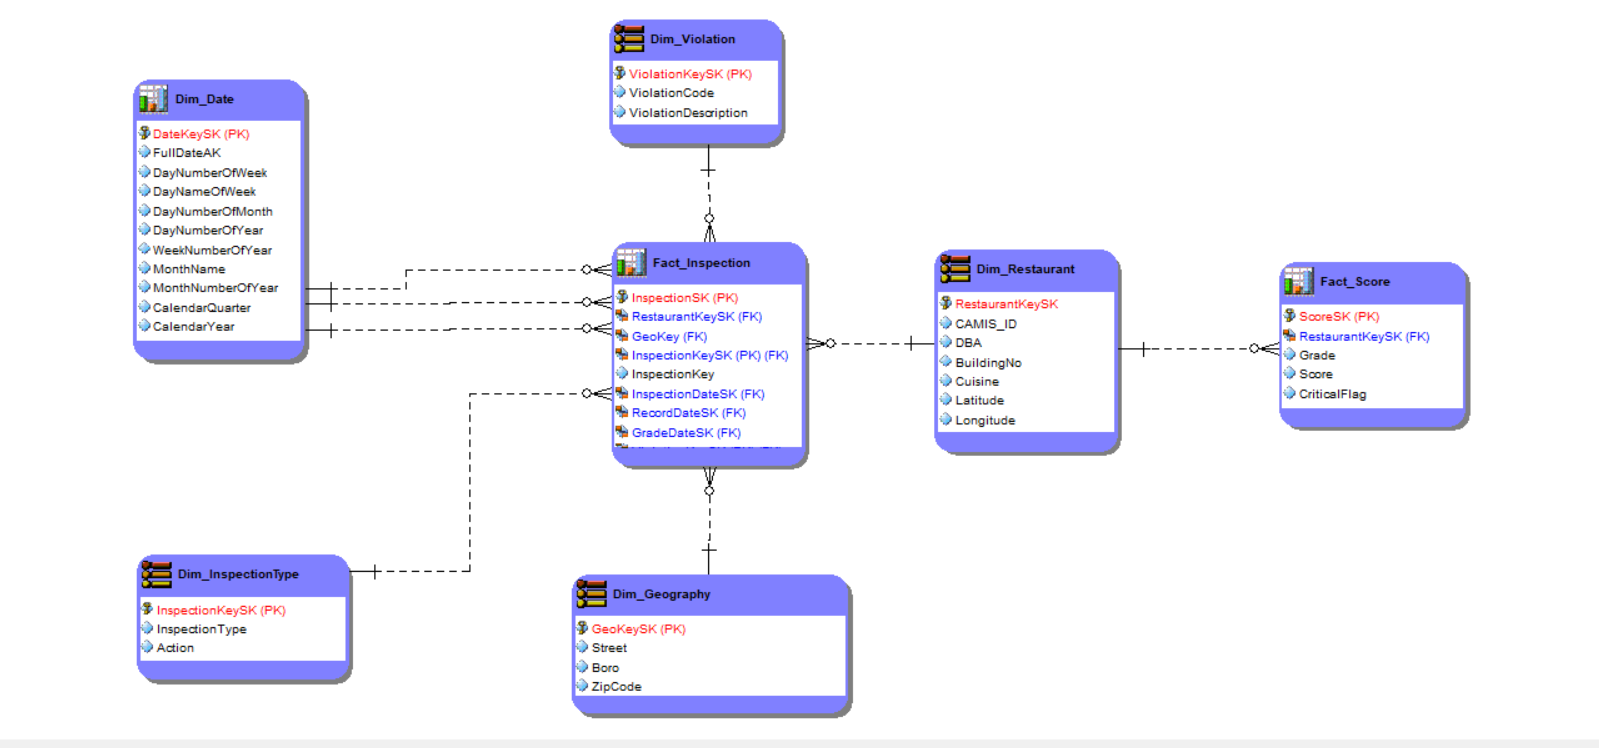 Dim_Violation
ViolationKeySK (PK)
ViolationCode
ViolationDescription
Dim_Date
DateKeySK (PK)
FullDateAK
DayNumberOfWeek
DayNameOfWeek
DayNumberOfMonth
DayNumberOfYear
WeekNumberOfYear
MonthName
MonthNumberOfYear
CalendarQuarter
CalendarYear
Fact_Inspection
InspectionSK (PK)
RestaurantKeySK (FK)
GeoKey (FK)
InspectionKeySK (PK) (FK)
InspectionKey
InspectionDateSK (FK)
RecordDateSK (FK)
GradeDateSK (FK)
Dim_Restaurant
RestaurantKeySK
CAMIS_ID
DBA
BuildingNo
Cuisine
Latitude
Longitude
Fact_Score
ScoreSK (PK)
RestaurantKeySK (FK)
Grade
Score
CriticalFlag
Dim_InspectionType
InspectionKeySK (PK)
InspectionType
Action
Dim_Geography
GeoKeySK (PK)
Street
Boro
ZipCode